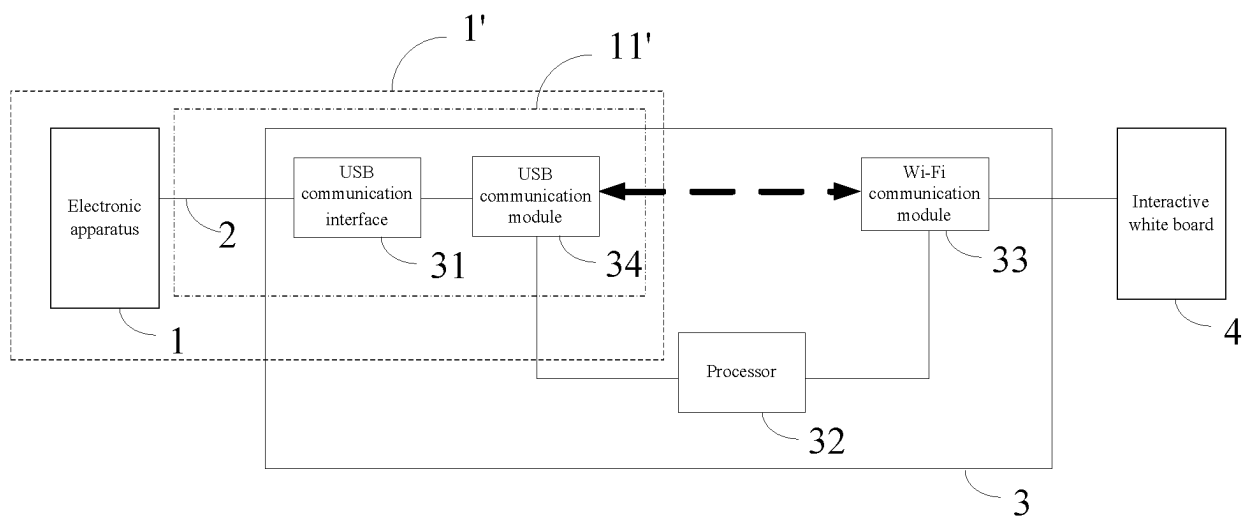 1'
11'
Electronic
apparatus
2
USB
communication
interface
31
USB
communication
module
34
Wi-Fi
communication
module
33
Interactive
white board
1
4
Processor
32
3